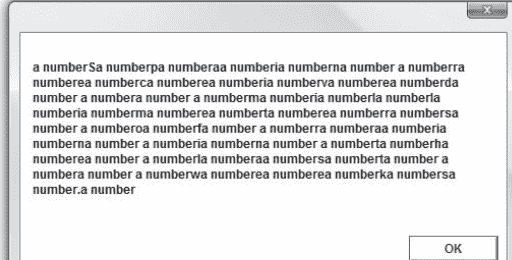 a numberSa numberpa numberaa numberia numberna number a numberra
numberea numberca numberea numberia numberva numberea numberda
number a numbera number a numberma numberia numberla numberla
numberia numberma numberea numberta numberea numberra numbersa
number a numberoa numberfa number a numberra numberaa numberia
numberna number a numberia numberna number a numberta numberha
numberea number a numberla numberaa numbersa numberta number a
numbera number a numberwa numberea numberea numberka numbersa
number.a number
OK